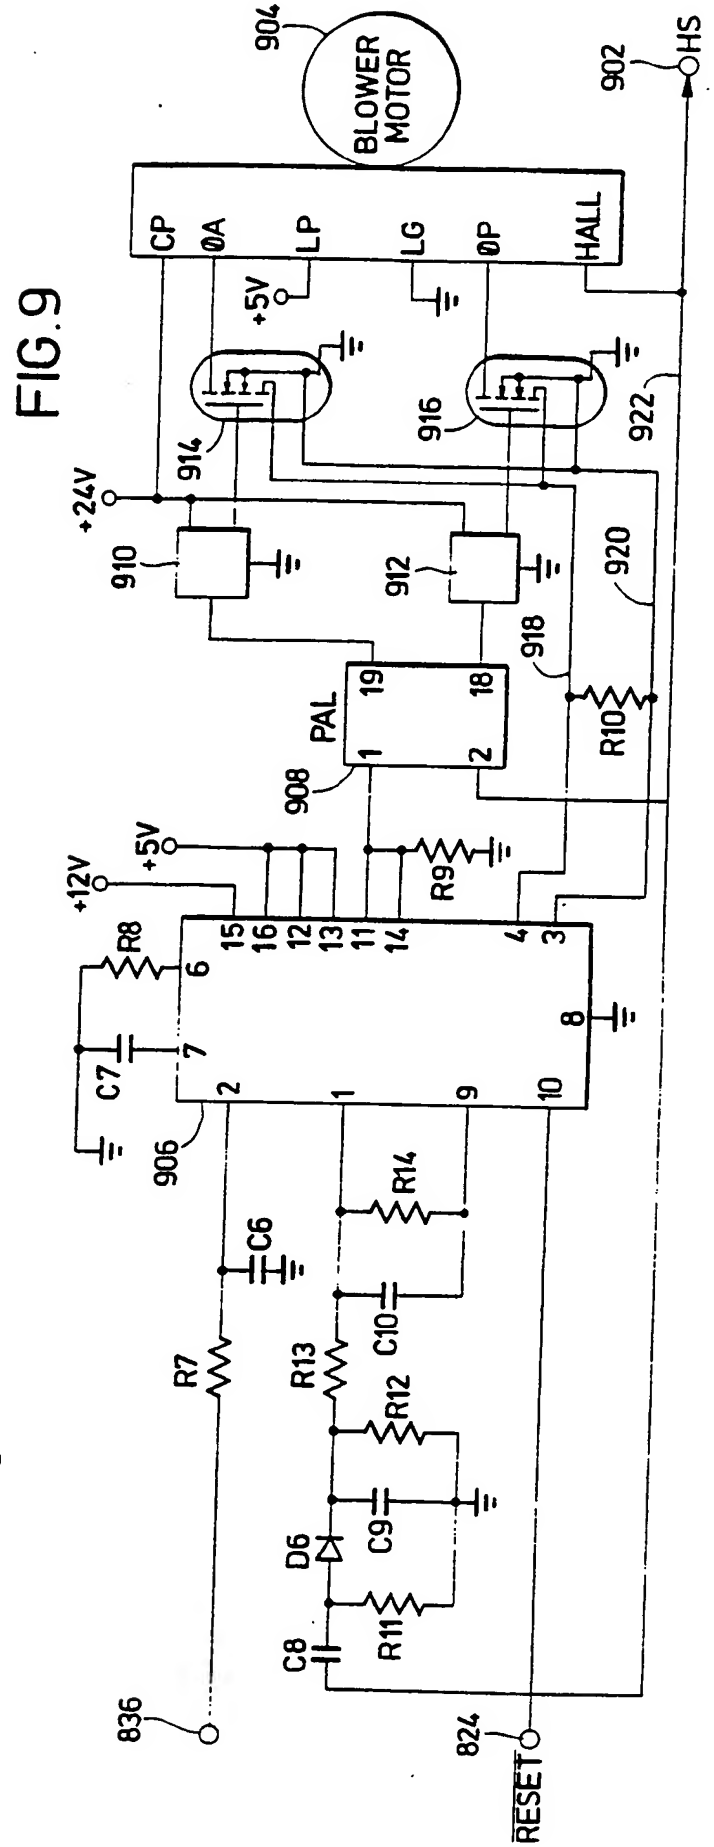 FIG.9
904
BLOWER
MOTOR
CP
ØA
LP
LG
ØP
HALL
+5V
902
HS
914
916
922
+24V
910
912
920
918
PAL
19
18
1
2
908
R10
+12V
+5V
R9
R8
C7
6
7
15
16
12
13
11
14
4
3
8
2
1
9
10
906
R7
C6
R14
C10
R13
R12
C9
D6
R11
C8
836
824
RESET